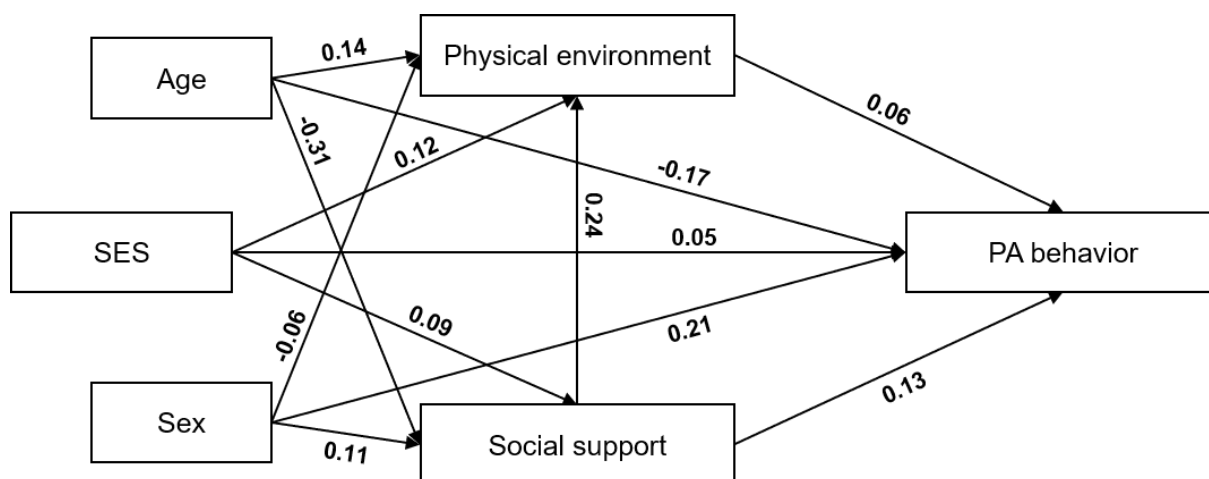 Age
SES
Sex
Physical environment
Social support
PA behavior
0.14
-0.31
0.12
-0.17
0.06
0.24
0.05
0.09
-0.06
0.21
0.11
0.13